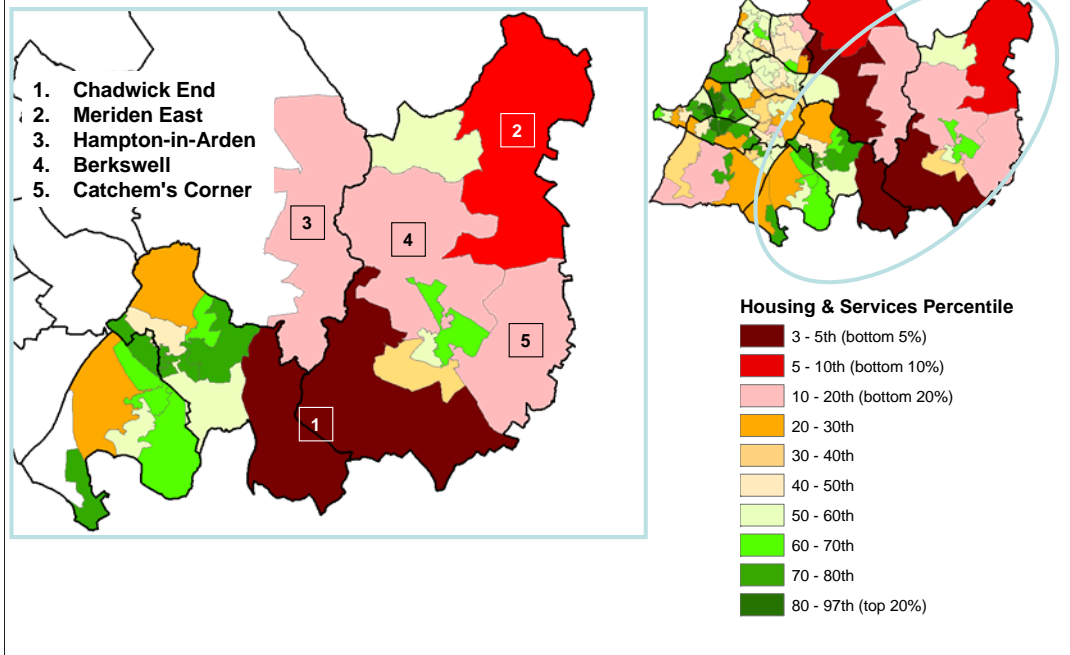 1. Chadwick End
2. Meriden East
3. Hampton-in-Arden
4. Berkswell
5. Catchem's Corner
2
3
4
5
1
Housing & Services Percentile
3 - 5th (bottom 5%)
5 - 10th (bottom 10%)
10 - 20th (bottom 20%)
20 - 30th
30 - 40th
40 - 50th
50 - 60th
60 - 70th
70 - 80th
80 - 97th (top 20%)